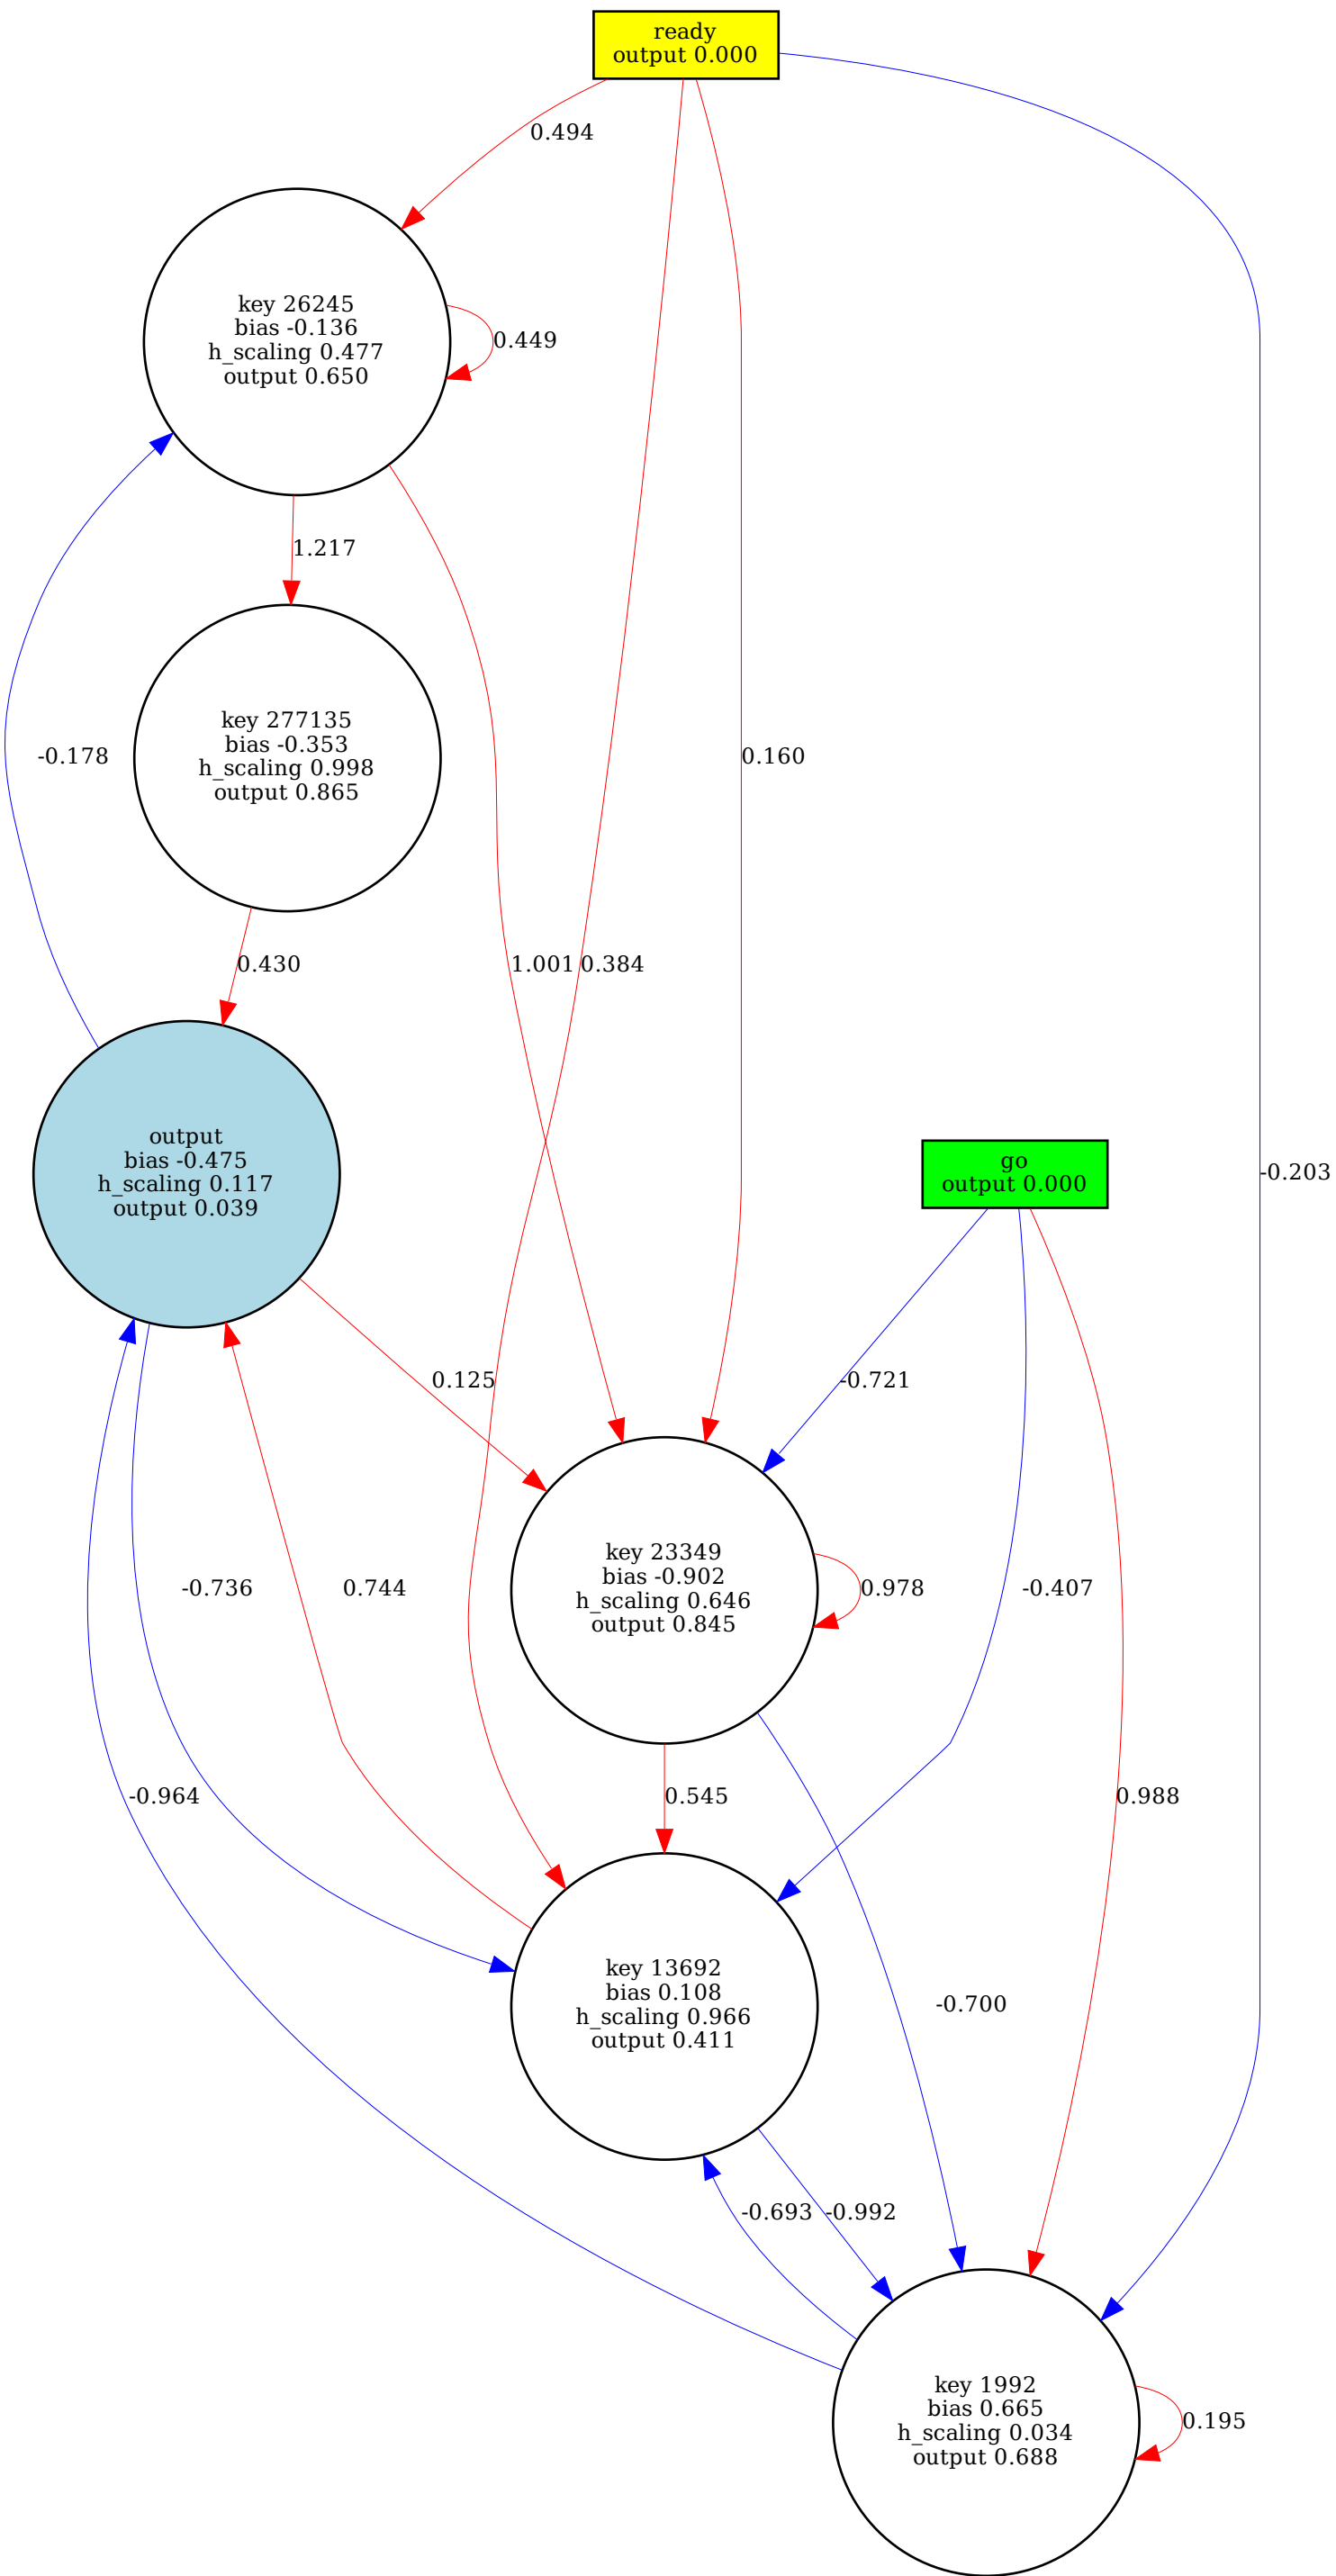 ready
output 0.000
0.494
key 26245
bias -0.136
h_scaling 0.477
output 0.650
0.449
1.217
key 277135
bias -0.353
h_scaling 0.998
output 0.865
-0.178
0.160
0.430
1.001
0.384
output
bias -0.475
h_scaling 0.117
output 0.039
go
output 0.000
-0.203
0.125
-0.721
key 23349
bias -0.902
h_scaling 0.646
output 0.845
-0.736
0.744
0.978
-0.407
-0.964
0.545
0.988
key 13692
bias 0.108
h_scaling 0.966
output 0.411
-0.700
-0.693
-0.992
key 1992
bias 0.665
h_scaling 0.034
output 0.688
0.195